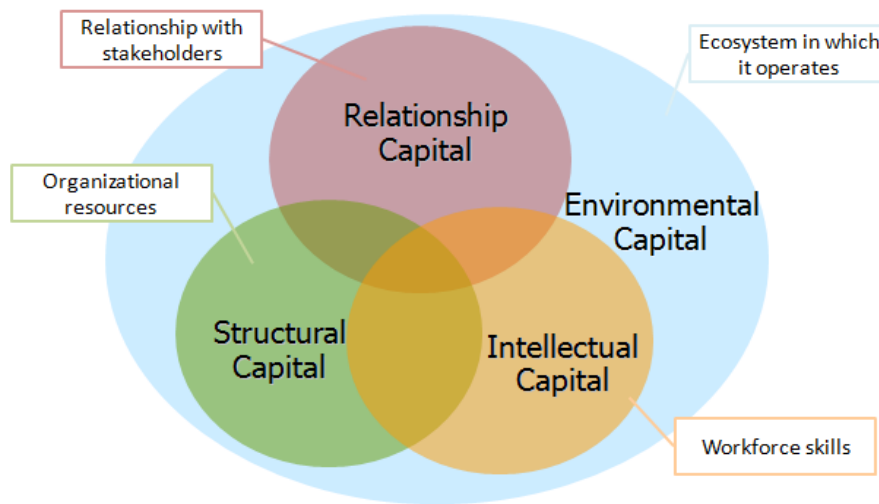 Relationship with
stakeholders
Ecosystem in which
it operates
Relationship
Capital
Organizational
resources
Environmental
Capital
Structural
Capital
Intellectual
Capital
Workforce skills